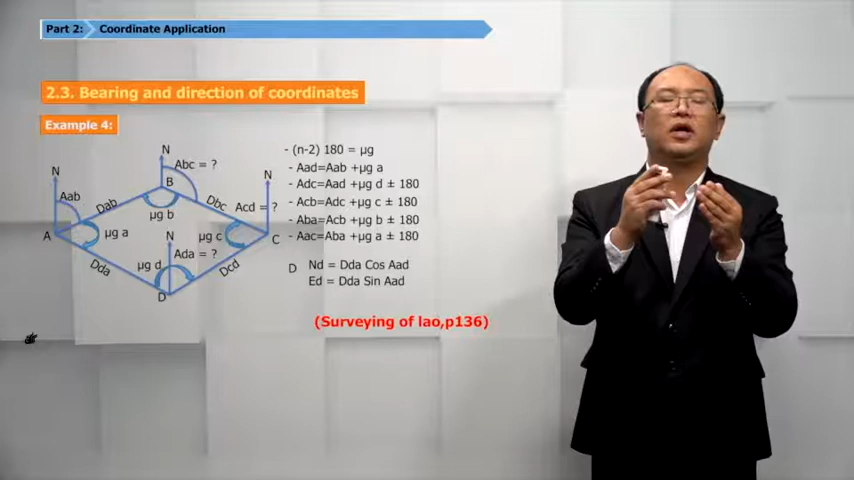 Part 2: Coordinate Application
2.3. Bearing and direction of coordinates
Example 4:
N
Aab
A
Dab
N
Abc = ?
B
µg b
Dbc
N
Acd = ?
C
µg a
µg c
N
Ada = ?
µg d
Dda
Dcd
D
- (n-2) 180 = µg
- Aad=Aab +µg a
- Adc=Aad +µg d ± 180
- Acb=Adc +µg c ± 180
- Aba=Acb +µg b ± 180
- Aac=Aba +µg a ± 180
D Nd = Dda Cos Aad
Ed = Dda Sin Aad
(Surveying of lao,p136)